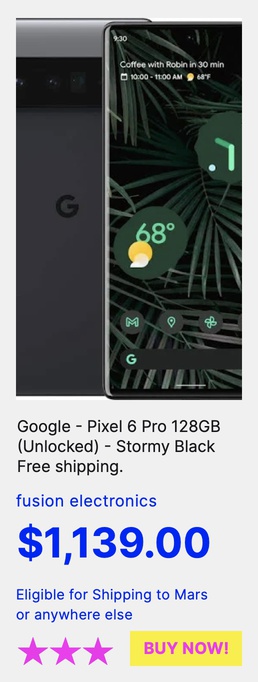 9:30
Coffee with Robin in 30 min
10:00 - 11:00 AM 68°F
68°
G
G
Google - Pixel 6 Pro 128GB
(Unlocked) - Stormy Black
Free shipping.
fusion electronics
$1,139.00
Eligible for Shipping to Mars
or anywhere else
BUY NOW!